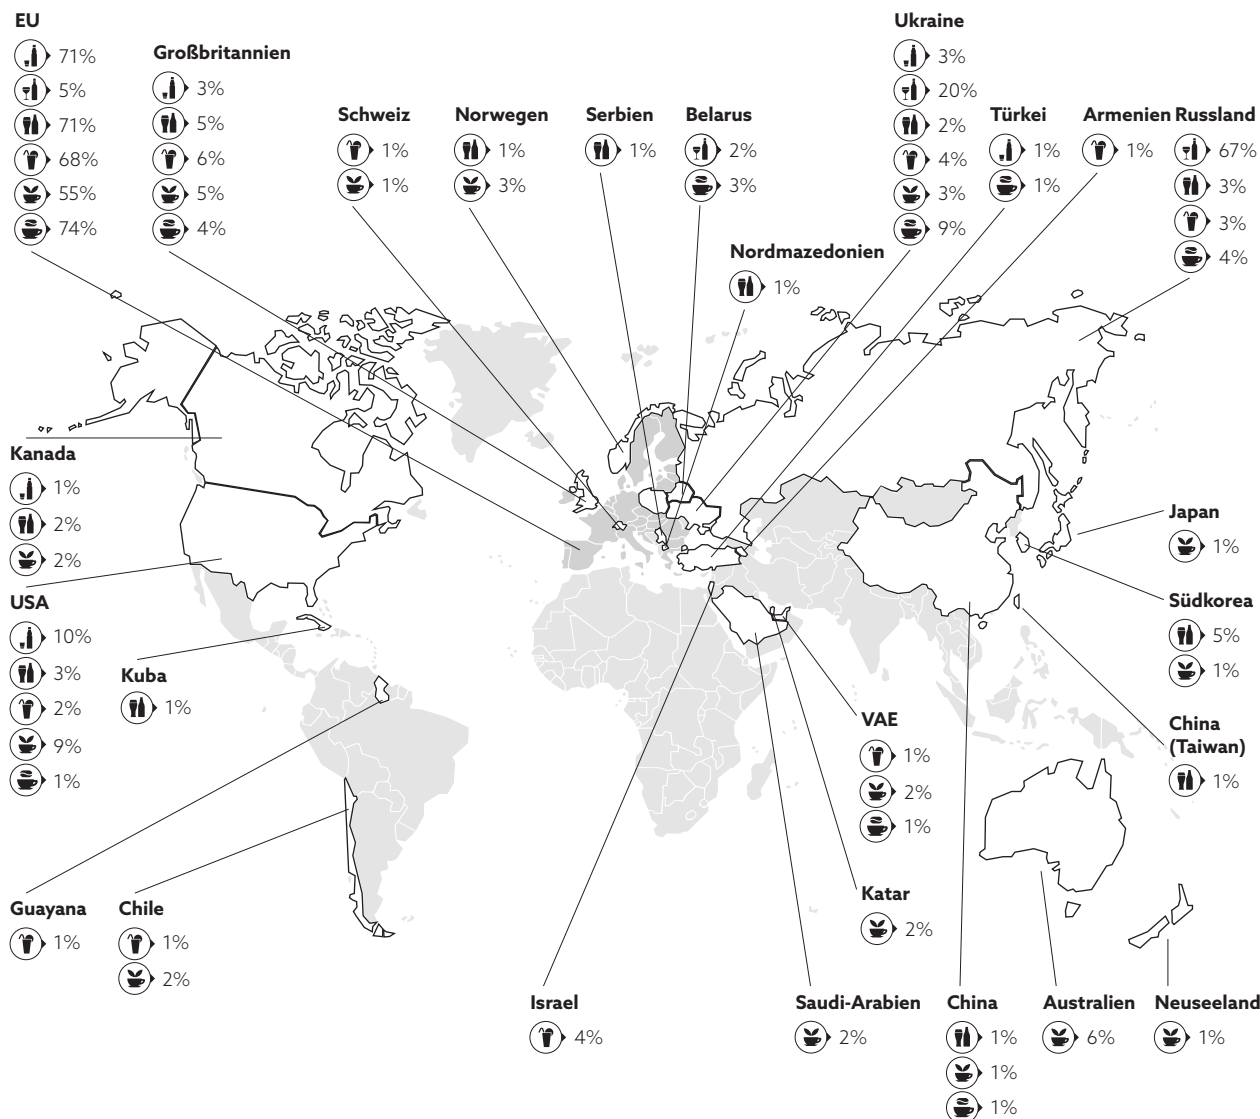 EU
71%
5%
71%
68%
55%
74%
Großbritannien
3%
5%
6%
5%
4%
Schweiz
1%
1%
Norwegen
1%
3%
Serbien
1%
Belarus
2%
3%
Nordmazedonien
1%
Ukraine
3%
20%
2%
4%
3%
9%
Türkei
1%
1%
Armenien
1%
Russland
67%
3%
3%
4%
Kanada
1%
2%
2%
USA
10%
3%
2%
9%
1%
Kuba
1%
Guayana
1%
Chile
1%
2%
Japan
1%
Südkorea
5%
1%
China
(Taiwan)
1%
VAE
1%
2%
1%
Katar
2%
Israel
4%
Saudi-Arabien
2%
China
1%
1%
1%
Australien
6%
Neuseeland
1%